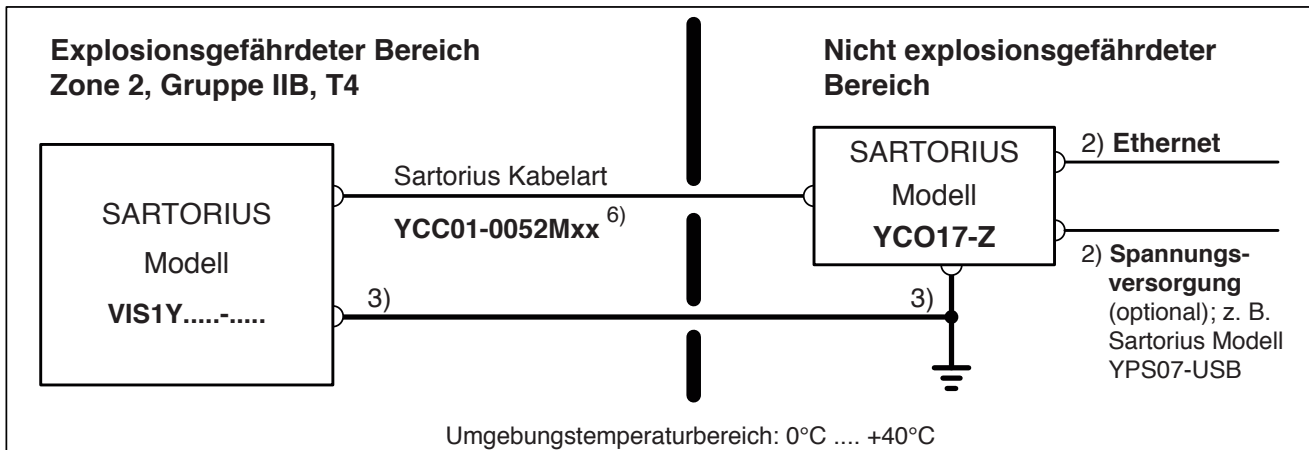 Explosionsgefährdeter Bereich
Zone 2, Gruppe IIB, T4
Nicht explosionsgefährdeter
Bereich
SARTORIUS
Modell
VIS1Y.....-.....
Sartorius Kabelart
YCC01-0052Mxx 6)
3)
SARTORIUS
Modell
YCO17-Z
3)
2) Ethernet
2) Spannungs-
versorgung
(optional); z. B.
Sartorius Modell
YPS07-USB
Umgebungstemperaturbereich: 0°C .... +40°C